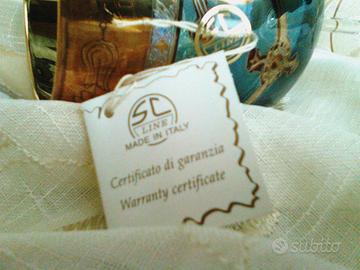 SC
LINE
MADE IN ITALY
Certificato di garanzia
Warranty certificate
subito